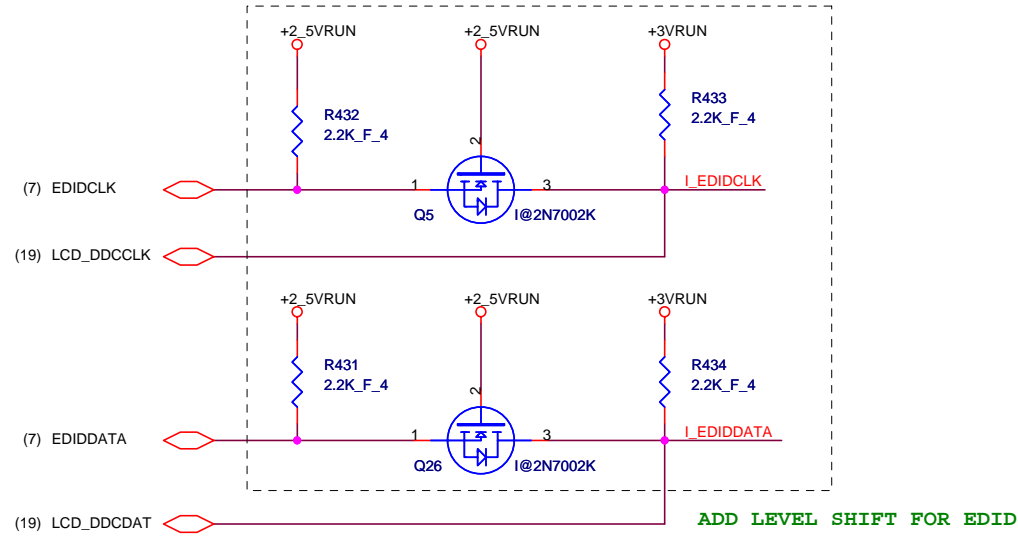 +2_5VRUN +2_5VRUN +3VRUN
R432 R433
2.2K_F_4 2.2K_F_4
2
(7) EDIDCLK 1 3 I_EDIDCLK
Q5 I@2N7002K
(19) LCD_DDCCLK
+2_5VRUN +2_5VRUN +3VRUN
R431 R434
2.2K_F_4 2.2K_F_4
2
(7) EDIDDATA 1 3 I_EDIDDATA
Q26 I@2N7002K
(19) LCD_DDCDAT ADD LEVEL SHIFT FOR EDID